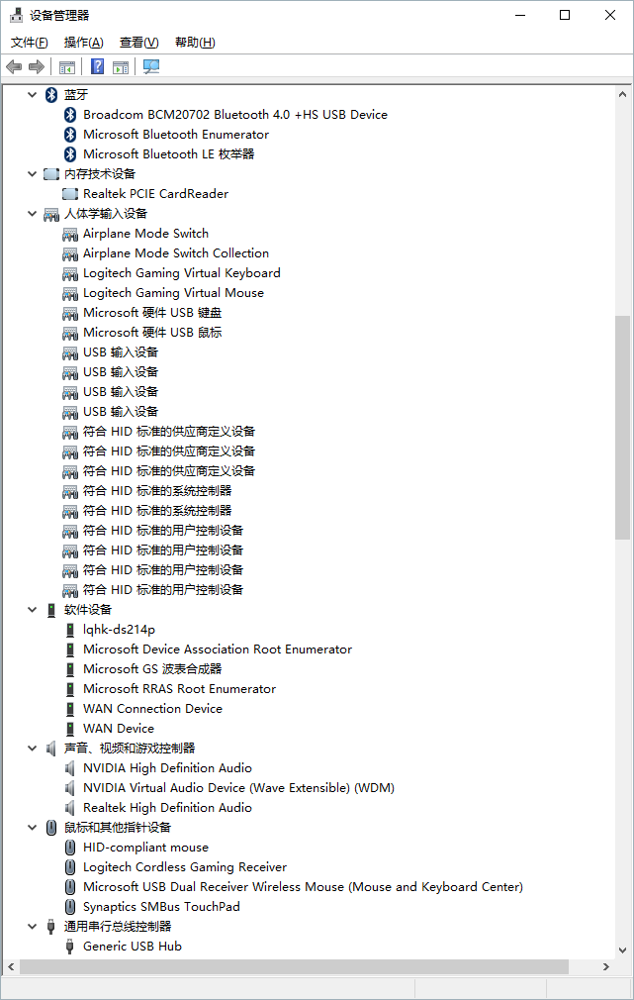 设备管理器
文件(F) 操作(A) 查看(V) 帮助(H)
蓝牙
Broadcom BCM20702 Bluetooth 4.0 +HS USB Device
Microsoft Bluetooth Enumerator
Microsoft Bluetooth LE 枚举器
内存技术设备
Realtek PCIE CardReader
人体学输入设备
Airplane Mode Switch
Airplane Mode Switch Collection
Logitech Gaming Virtual Keyboard
Logitech Gaming Virtual Mouse
Microsoft 硬件 USB 键盘
Microsoft 硬件 USB 鼠标
USB 输入设备
USB 输入设备
USB 输入设备
USB 输入设备
符合 HID 标准的供应商定义设备
符合 HID 标准的供应商定义设备
符合 HID 标准的供应商定义设备
符合 HID 标准的系统控制器
符合 HID 标准的系统控制器
符合 HID 标准的用户控制设备
符合 HID 标准的用户控制设备
符合 HID 标准的用户控制设备
符合 HID 标准的用户控制设备
软件设备
lqhk-ds214p
Microsoft Device Association Root Enumerator
Microsoft GS 波表合成器
Microsoft RRAS Root Enumerator
WAN Connection Device
WAN Device
声音、视频和游戏控制器
NVIDIA High Definition Audio
NVIDIA Virtual Audio Device (Wave Extensible) (WDM)
Realtek High Definition Audio
鼠标和其他指针设备
HID-compliant mouse
Logitech Cordless Gaming Receiver
Microsoft USB Dual Receiver Wireless Mouse (Mouse and Keyboard Center)
Synaptics SMBus TouchPad
通用串行总线控制器
Generic USB Hub